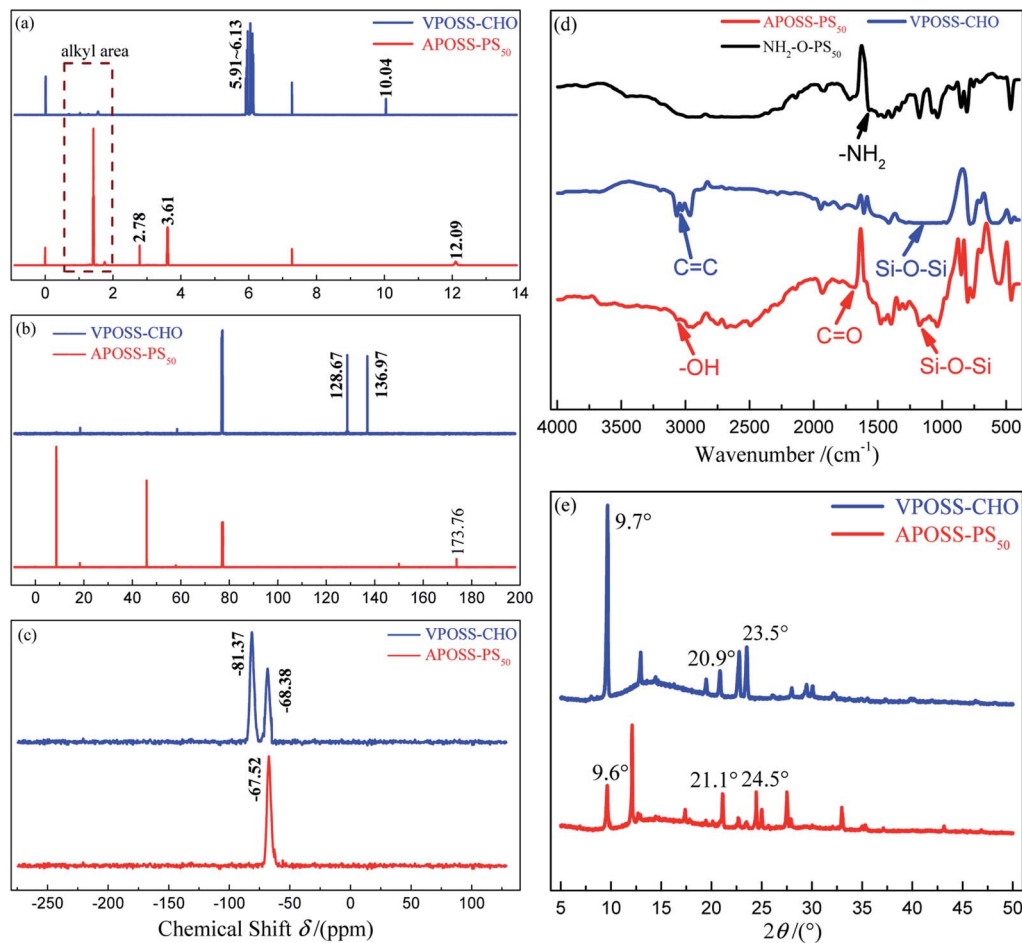 (a)
VPOSS-CHO
APOSS-PS50
alkyl area
5.91~6.13
10.04
2.78
3.61
12.09
0 2 4 6 8 10 12 14
(b)
VPOSS-CHO
APOSS-PS50
128.67
136.97
173.76
0 20 40 60 80 100 120 140 160 180 200
(c)
VPOSS-CHO
APOSS-PS50
-81.37
-68.38
-67.52
-250 -200 -150 -100 -50 0 50 100
Chemical Shift δ /(ppm)
(d)
APOSS-PS50
VPOSS-CHO
NH2-O-PS50
-NH2
C=C
Si-O-Si
C=O
-OH
Si-O-Si
4000 3500 3000 2500 2000 1500 1000 500
Wavenumber /(cm-1)
(e)
VPOSS-CHO
APOSS-PS50
9.7°
20.9°
23.5°
9.6°
21.1°
24.5°
5 10 15 20 25 30 35 40 45 50
2θ /(°)